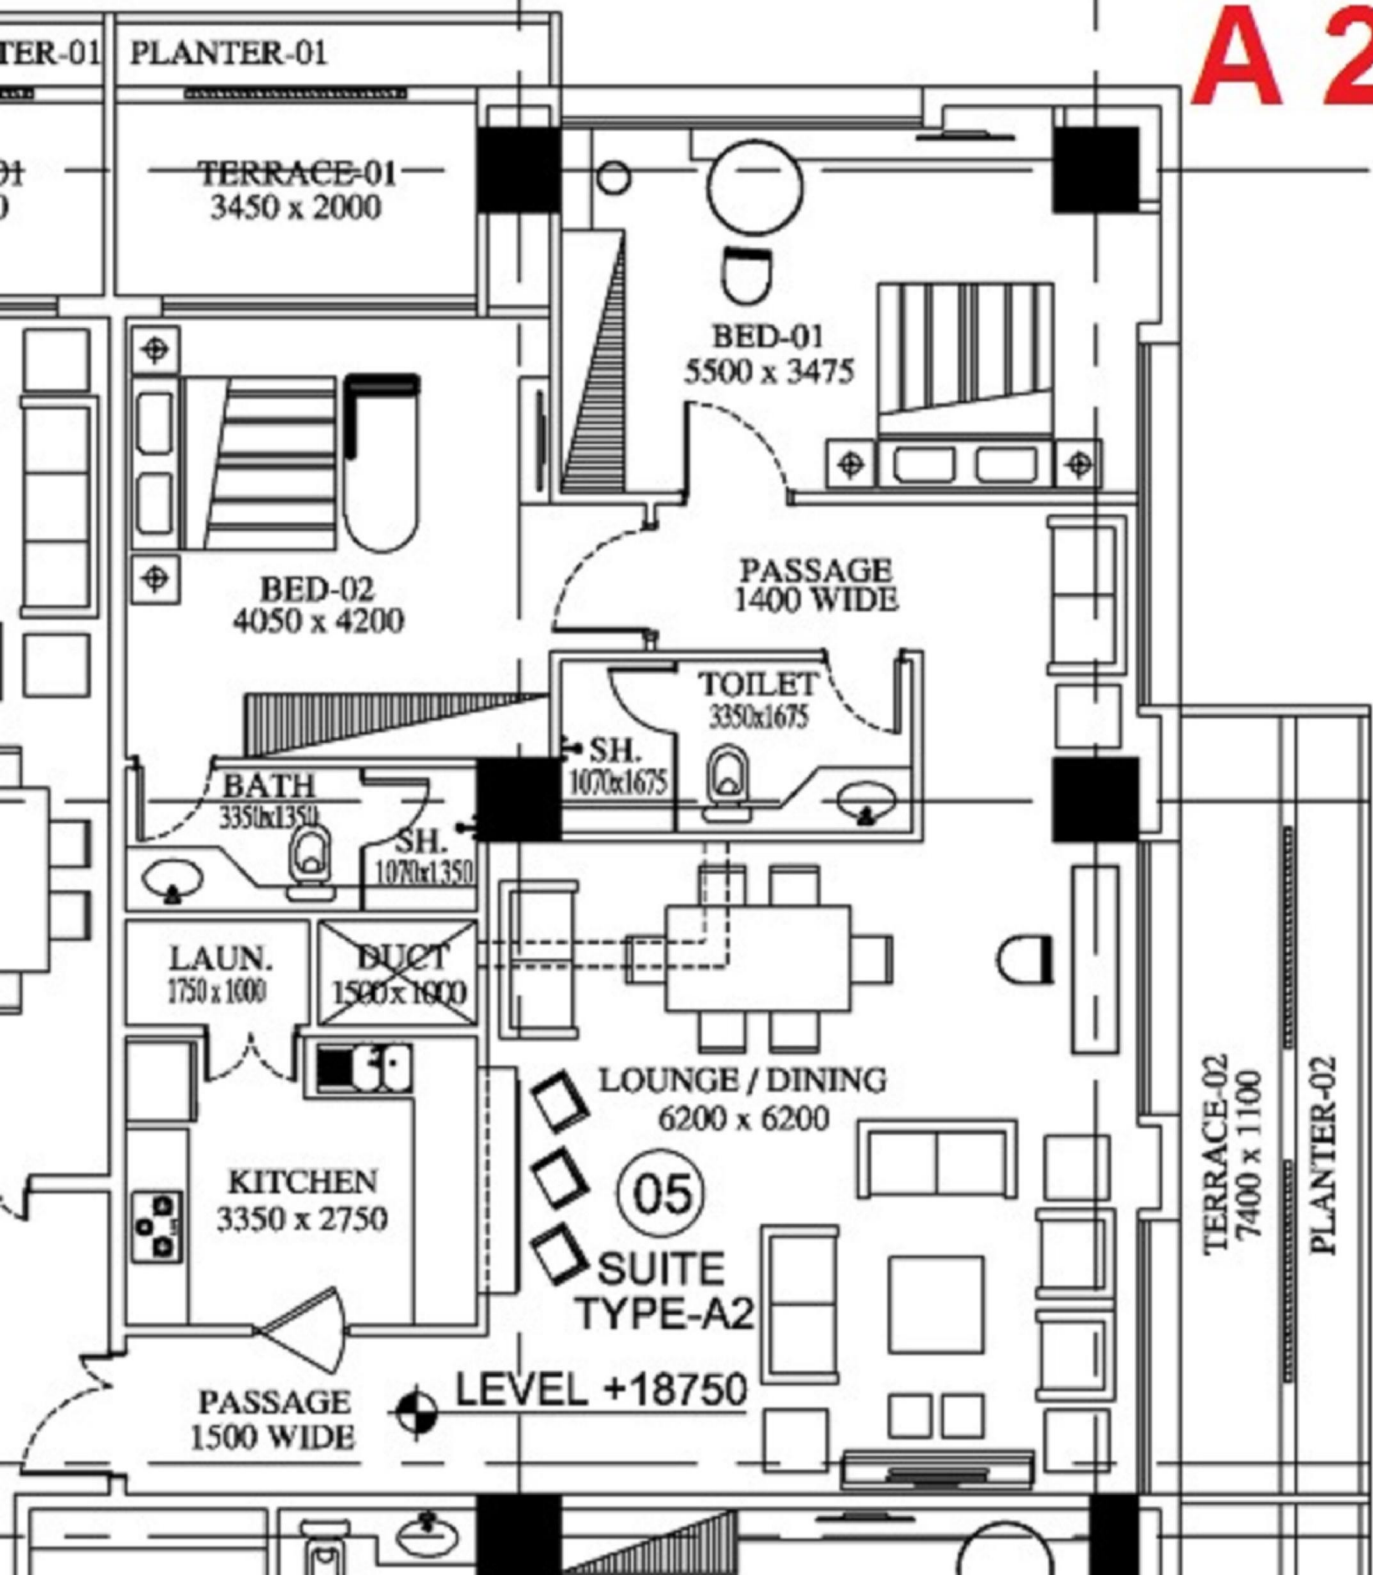 A 2
TER-01
PLANTER-01
01
0
TERRACE-01
3450 x 2000
BED-01
5500 x 3475
BED-02
4050 x 4200
PASSAGE
1400 WIDE
TOILET
3350x1675
SH.
1070x1675
BATH
3350x1350
SH.
1070x1350
LAUN.
1750 x 1000
DUCT
1500 x 1000
LOUNGE / DINING
6200 x 6200
KITCHEN
3350 x 2750
05
SUITE
TYPE-A2
TERRACE-02
7400 x 1100
PLANTER-02
LEVEL +18750
PASSAGE
1500 WIDE